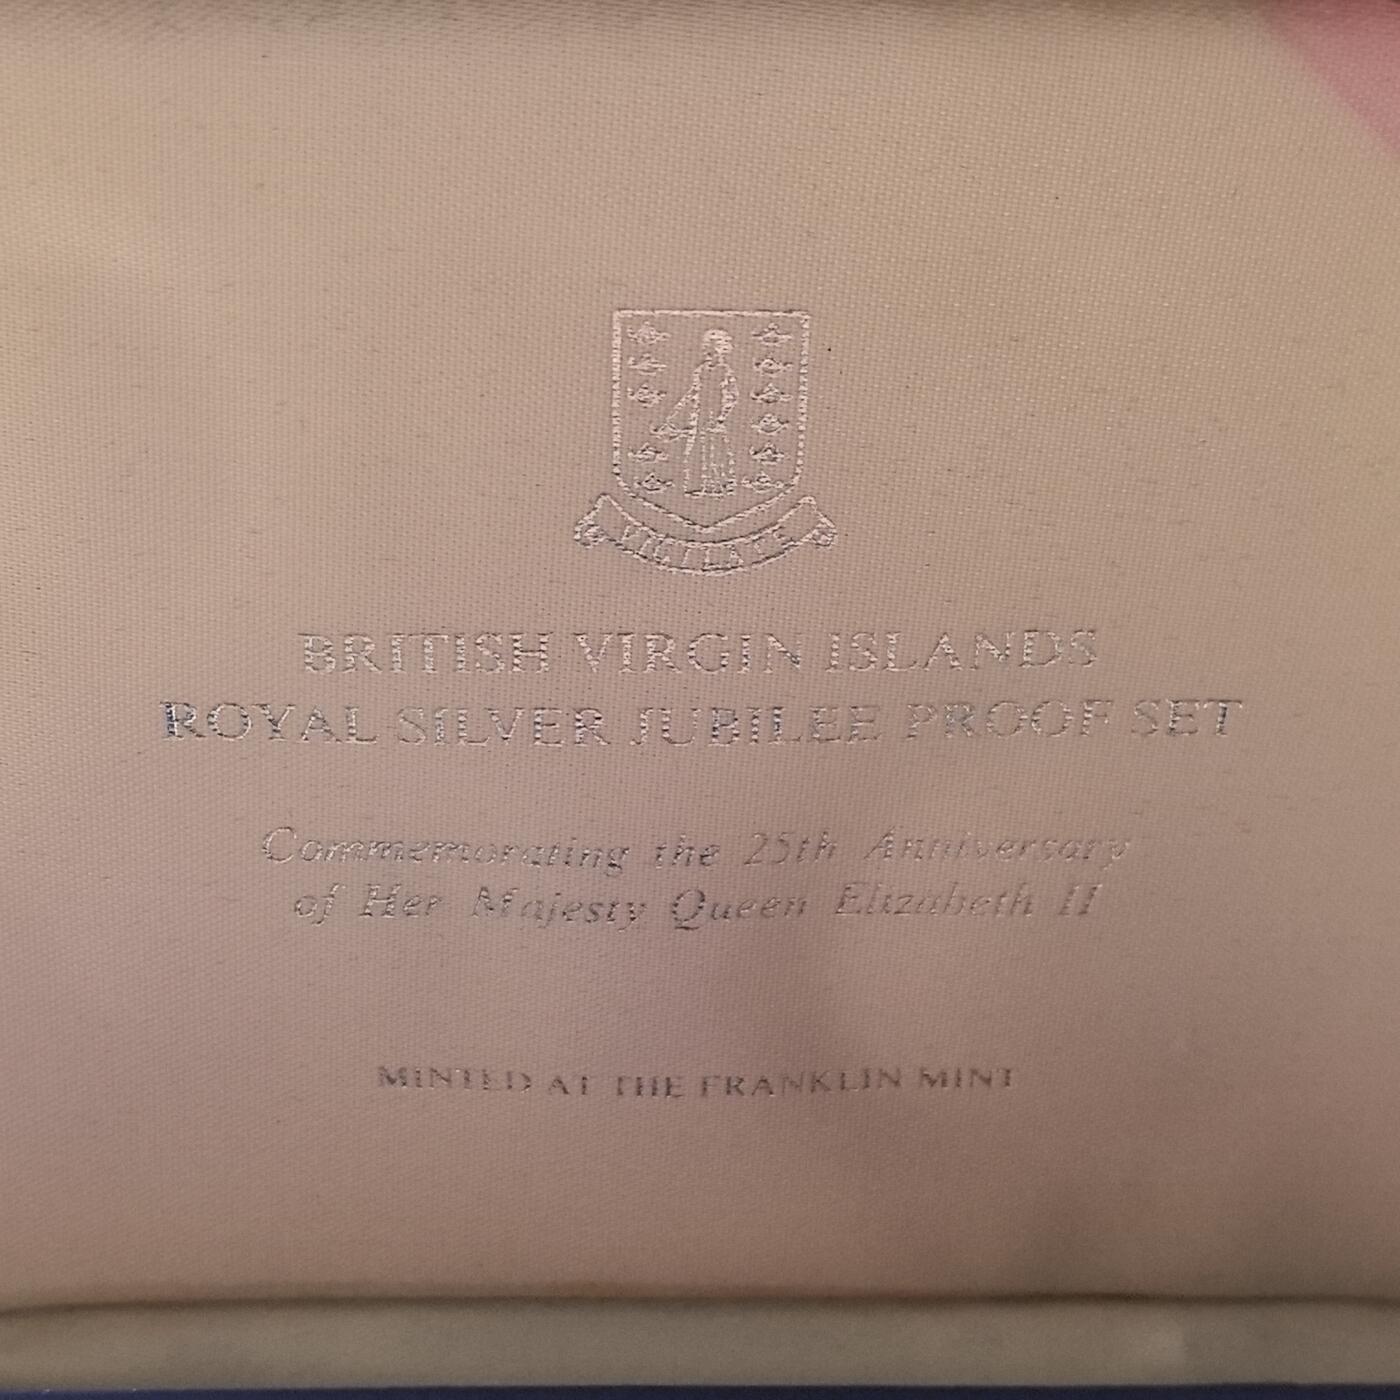 VIGILATE
BRITISH VIRGIN ISLANDS
ROYAL SILVER JUBILEE PROOF SET
Commemorating the 25th Anniversary
of Her Majesty Queen Elizabeth II
MINTED AT THE FRANKLIN MINT